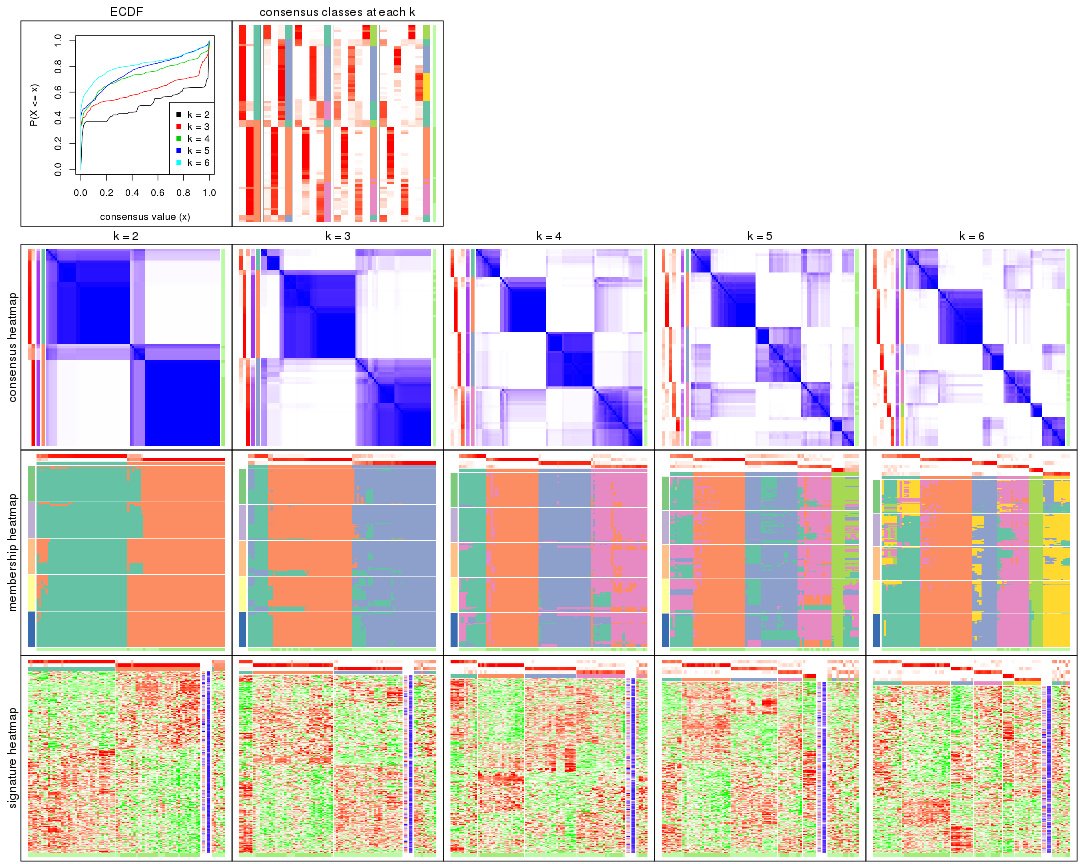 ECDF
consensus classes at each k
P(X <= x)
0.0 0.2 0.4 0.6 0.8 1.0
k = 2
k = 3
k = 4
k = 5
k = 6
0.0 0.2 0.4 0.6 0.8 1.0
consensus value (x)
k = 2
k = 3
k = 4
k = 5
k = 6
consensus heatmap
membership heatmap
signature heatmap